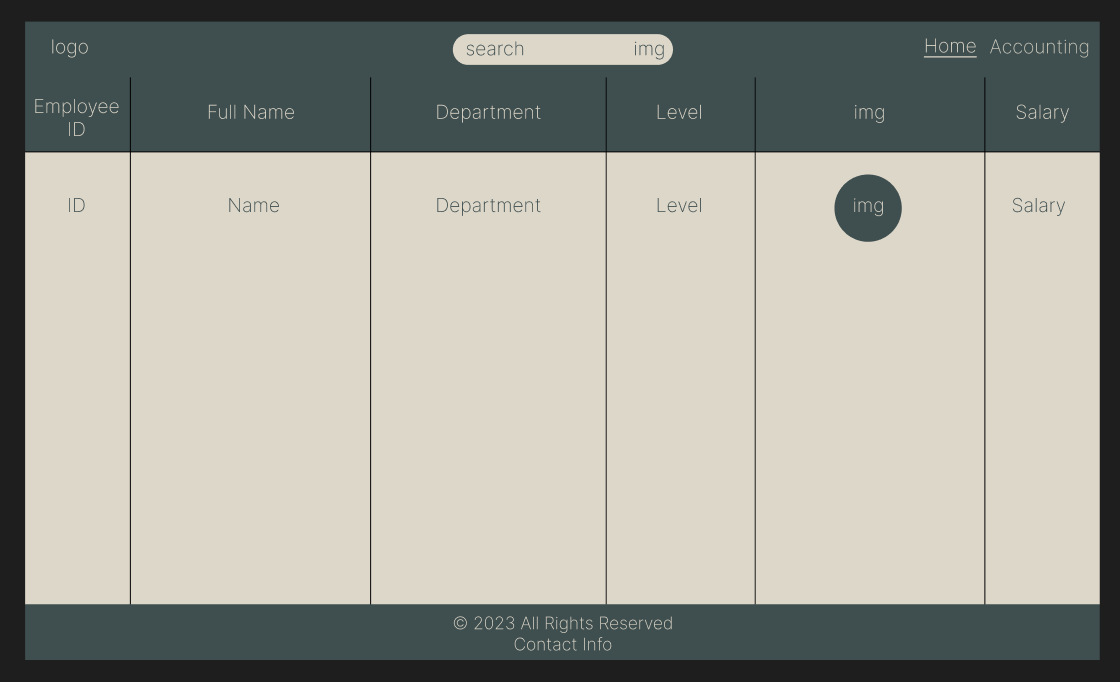 logo
search img
Home Accounting
Employee
ID
Full Name
Department
Level
img
Salary
ID
Name
Department
Level
img
Salary
© 2023 All Rights Reserved
Contact Info